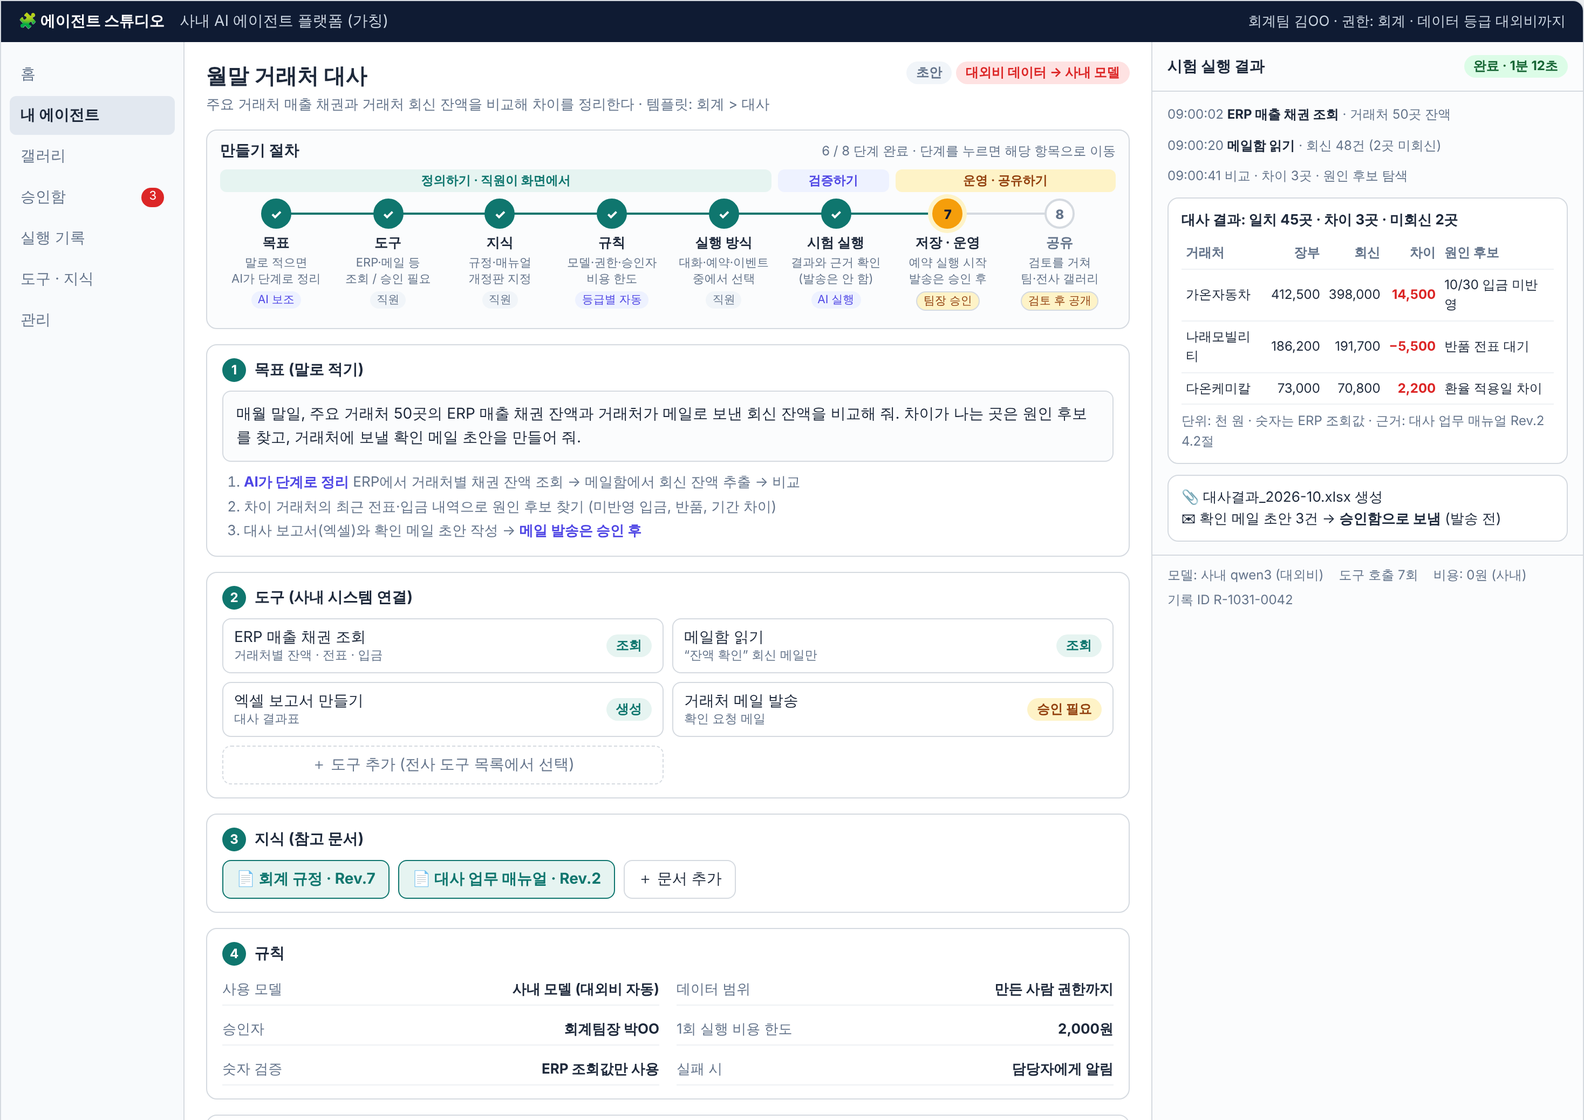 🧩 에이전트 스튜디오 사내 AI 에이전트 플랫폼 (가칭)
회계팀 김OO · 권한: 회계 · 데이터 등급 대외비까지
홈
내 에이전트
갤러리
승인함 3
실행 기록
도구 · 지식
관리
월말 거래처 대사
초안 대외비 데이터 → 사내 모델
주요 거래처 매출 채권과 거래처 회신 잔액을 비교해 차이를 정리한다 · 템플릿: 회계 > 대사
만들기 절차
6 / 8 단계 완료 · 단계를 누르면 해당 항목으로 이동
정의하기 · 직원이 화면에서
검증하기
운영 · 공유하기
✓ ✓ ✓ ✓ ✓ ✓ 7 8
목표
말로 적으면
AI가 단계로 정리
AI 보조
도구
ERP·메일 등
조회 / 승인 필요
직원
지식
규정·매뉴얼
개정판 지정
직원
규칙
모델·권한·승인자
비용 한도
등급별 자동
실행 방식
대화·예약·이벤트
중에서 선택
직원
시험 실행
결과와 근거 확인
(발송은 안 함)
AI 실행
저장 · 운영
예약 실행 시작
발송은 승인 후
팀장 승인
공유
검토를 거쳐
팀·전사 갤러리
검토 후 공개
1 목표 (말로 적기)
매월 말일, 주요 거래처 50곳의 ERP 매출 채권 잔액과 거래처가 메일로 보낸 회신 잔액을 비교해 줘. 차이가 나는 곳은 원인 후보
를 찾고, 거래처에 보낼 확인 메일 초안을 만들어 줘.
1. AI가 단계로 정리 ERP에서 거래처별 채권 잔액 조회 → 메일함에서 회신 잔액 추출 → 비교
2. 차이 거래처의 최근 전표·입금 내역으로 원인 후보 찾기 (미반영 입금, 반품, 기간 차이)
3. 대사 보고서(엑셀)와 확인 메일 초안 작성 → 메일 발송은 승인 후
2 도구 (사내 시스템 연결)
ERP 매출 채권 조회
거래처별 잔액 · 전표 · 입금
조회
메일함 읽기
“잔액 확인” 회신 메일만
조회
엑셀 보고서 만들기
대사 결과표
생성
거래처 메일 발송
확인 요청 메일
승인 필요
+ 도구 추가 (전사 도구 목록에서 선택)
3 지식 (참고 문서)
📄 회계 규정 · Rev.7
📄 대사 업무 매뉴얼 · Rev.2
+ 문서 추가
4 규칙
사용 모델 사내 모델 (대외비 자동)
데이터 범위 만든 사람 권한까지
승인자 회계팀장 박OO
1회 실행 비용 한도 2,000원
숫자 검증 ERP 조회값만 사용
실패 시 담당자에게 알림
시험 실행 결과
완료 · 1분 12초
09:00:02 ERP 매출 채권 조회 · 거래처 50곳 잔액
09:00:20 메일함 읽기 · 회신 48건 (2곳 미회신)
09:00:41 비교 · 차이 3곳 · 원인 후보 탐색
대사 결과: 일치 45곳 · 차이 3곳 · 미회신 2곳
거래처 장부 회신 차이 원인 후보
가온자동차 412,500 398,000 14,500 10/30 입금 미반
영
나래모빌리
티 186,200 191,700 −5,500 반품 전표 대기
다온케미칼 73,000 70,800 2,200 환율 적용일 차이
단위: 천 원 · 숫자는 ERP 조회값 · 근거: 대사 업무 매뉴얼 Rev.2
4.2절
📎 대사결과_2026-10.xlsx 생성
✉ 확인 메일 초안 3건 → 승인함으로 보냄 (발송 전)
모델: 사내 qwen3 (대외비) 도구 호출 7회 비용: 0원 (사내)
기록 ID R-1031-0042